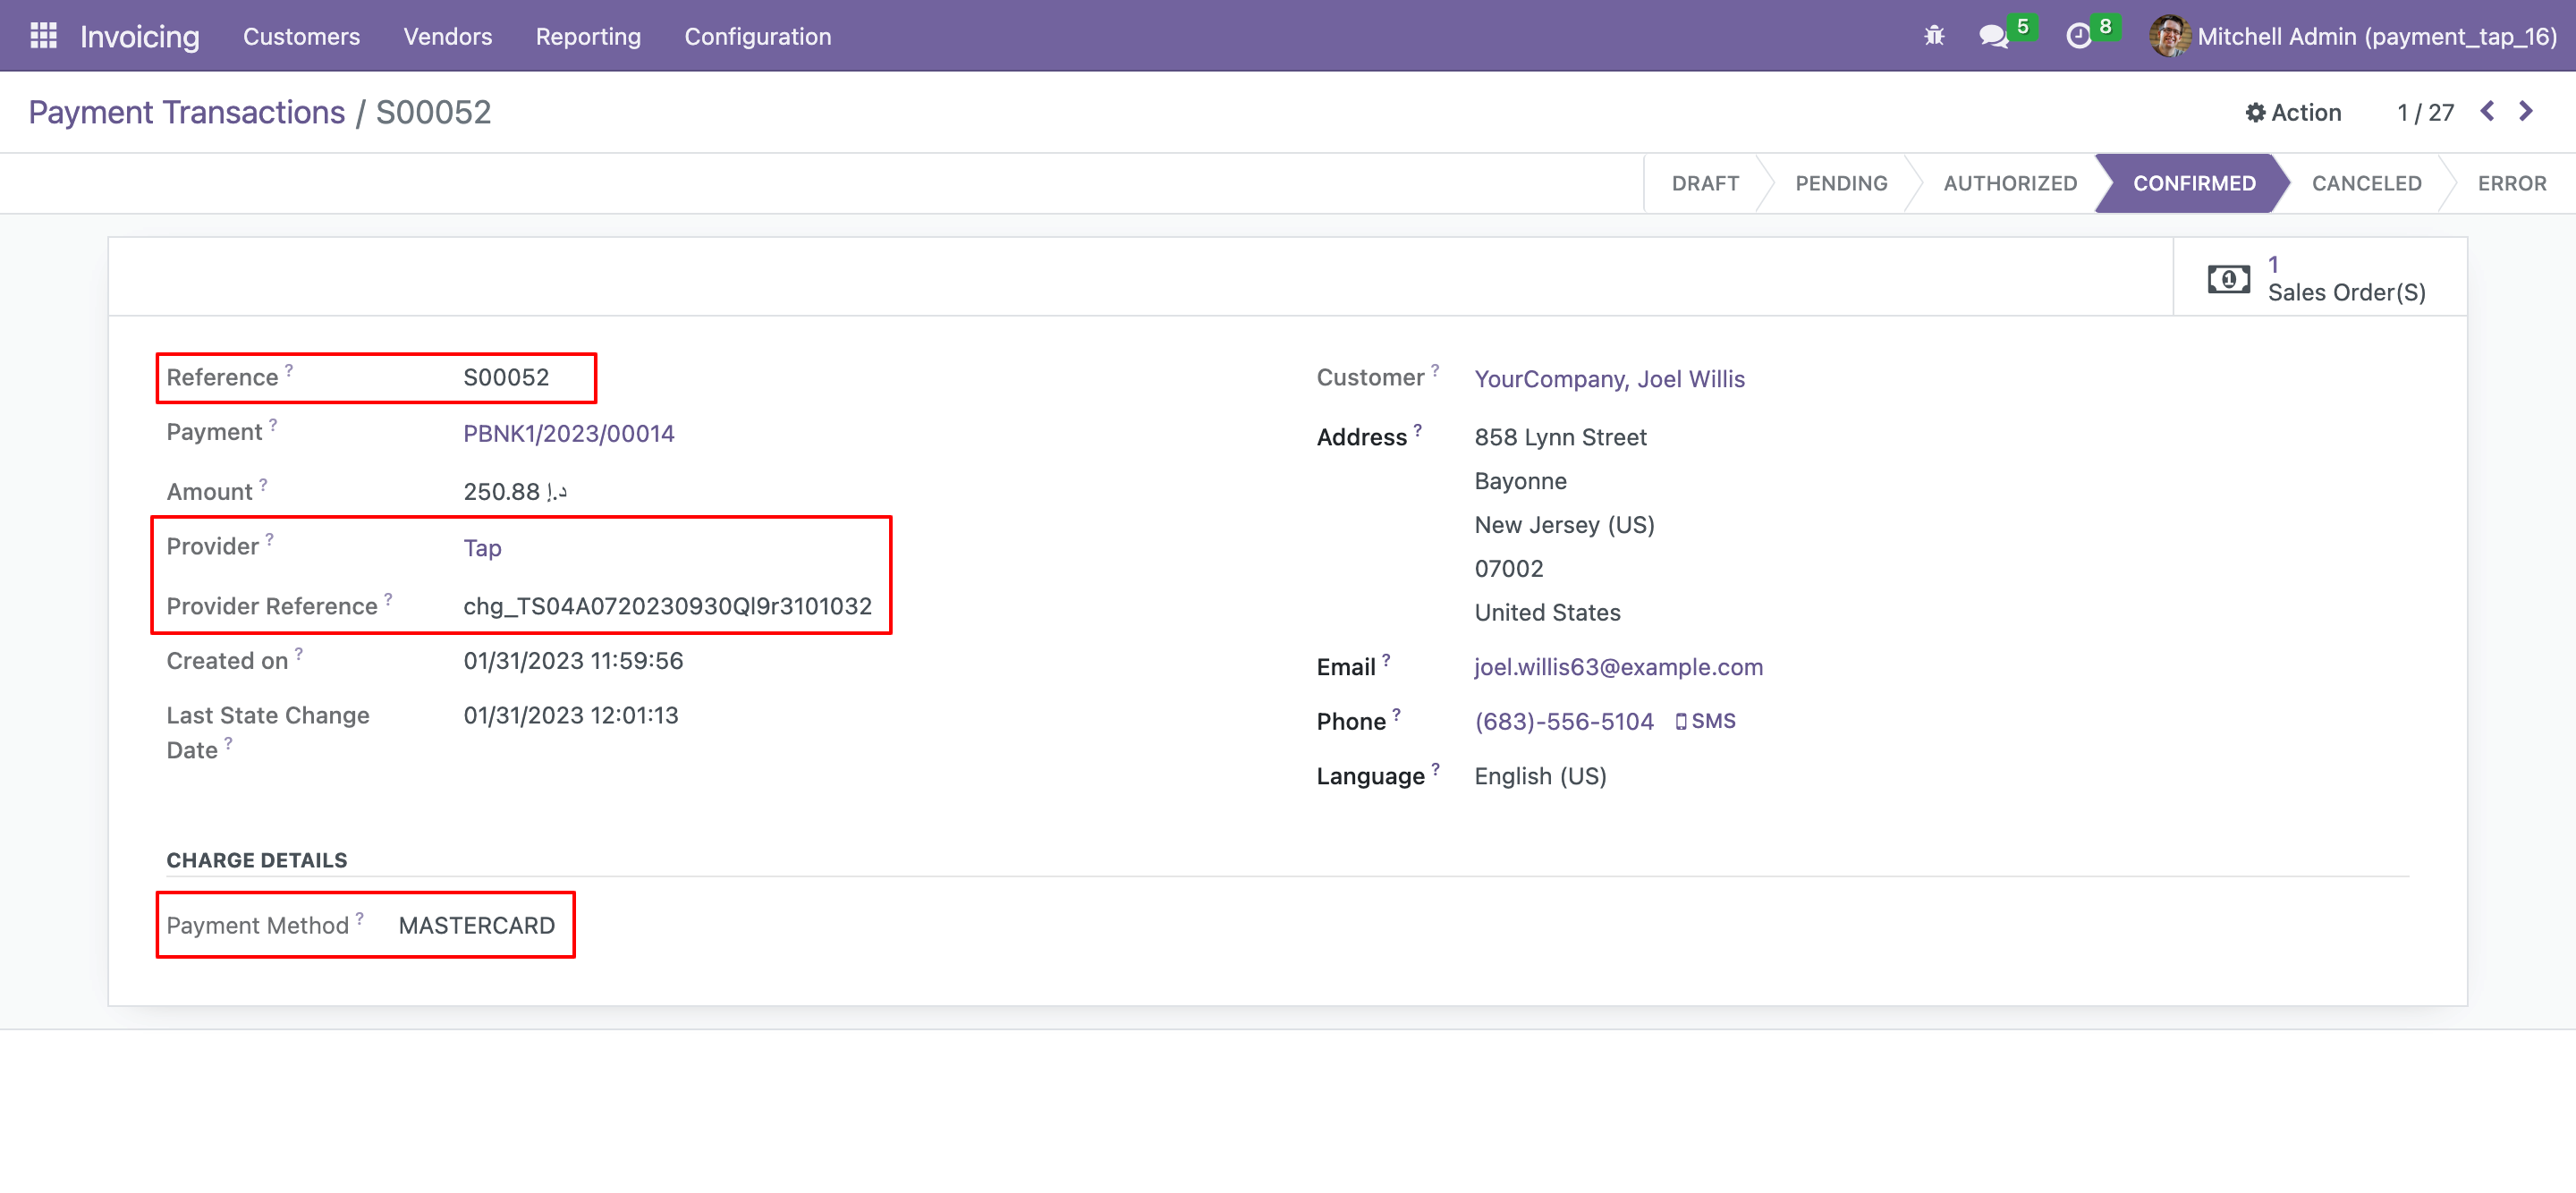 Invoicing Customers Vendors Reporting Configuration 5 8 Mitchell Admin (payment_tap_16)
Payment Transactions / S00052 Action 1 / 27
DRAFT PENDING AUTHORIZED CONFIRMED CANCELED ERROR
1
Sales Order(S)
Reference ? S00052
Payment ? PBNK1/2023/00014
Amount ? 250.88 د.إ
Provider ? Tap
Provider Reference ? chg_TS04A0720230930Ql9r3101032
Created on ? 01/31/2023 11:59:56
Last State Change
Date ? 01/31/2023 12:01:13
Customer ? YourCompany, Joel Willis
Address ? 858 Lynn Street
Bayonne
New Jersey (US)
07002
United States
Email ? joel.willis63@example.com
Phone ? (683)-556-5104 SMS
Language ? English (US)
CHARGE DETAILS
Payment Method ? MASTERCARD